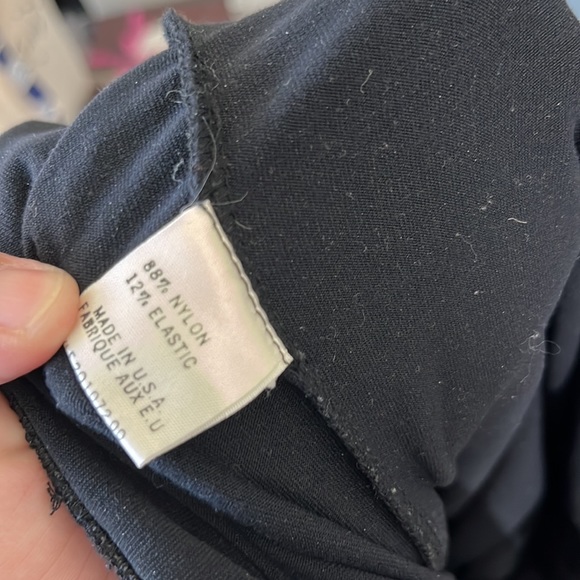 88% NYLON
12% ELASTIC
MADE IN U.S.A
FABRIQUE AUX E.U